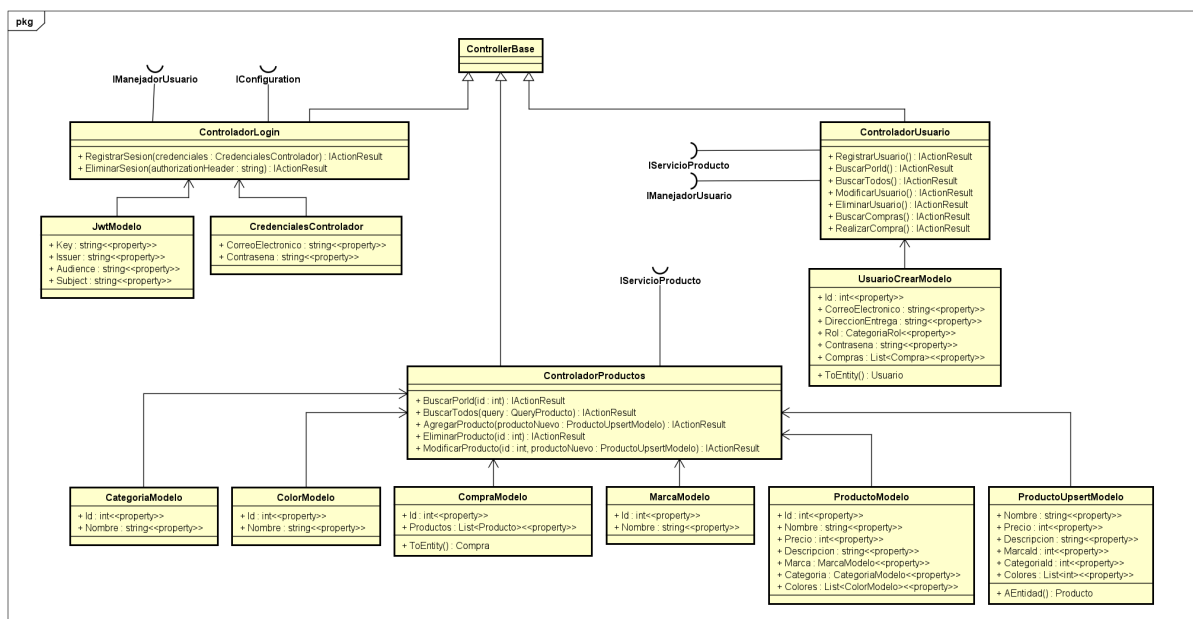 pkg
ControllerBase
IManejadorUsuario
IConfiguration
ControladorLogin
+ RegistrarSesion(credenciales : CredencialesControlador) : IActionResult
+ EliminarSesion(authorizationHeader : string) : IActionResult
ControladorUsuario
+ RegistrarUsuario() : IActionResult
+ BuscarPorId() : IActionResult
+ BuscarTodos() : IActionResult
+ ModificarUsuario() : IActionResult
+ EliminarUsuario() : IActionResult
+ BuscarCompras() : IActionResult
+ RealizarCompra() : IActionResult
IServicioProducto
IManejadorUsuario
JwtModelo
+ Key : string<<property>>
+ Issuer : string<<property>>
+ Audience : string<<property>>
+ Subject : string<<property>>
CredencialesControlador
+ CorreoElectronico : string<<property>>
+ Contrasena : string<<property>>
IServicioProducto
UsuarioCrearModelo
+ Id : int<<property>>
+ CorreoElectronico : string<<property>>
+ DireccionEntrega : string<<property>>
+ Rol : CategoriaRol<<property>>
+ Contrasena : string<<property>>
+ Compras : List<Compra><<property>>
+ ToEntity() : Usuario
ControladorProductos
+ BuscarPorId(id : int) : IActionResult
+ BuscarTodos(query : QueryProducto) : IActionResult
+ AgregarProducto(productoNuevo : ProductoUpsertModelo) : IActionResult
+ EliminarProducto(id : int) : IActionResult
+ ModificarProducto(id : int, productoNuevo : ProductoUpsertModelo) : IActionResult
CategoriaModelo
+ Id : int<<property>>
+ Nombre : string<<property>>
ColorModelo
+ Id : int<<property>>
+ Nombre : string<<property>>
CompraModelo
+ Id : int<<property>>
+ Productos : List<Producto><<property>>
+ ToEntity() : Compra
MarcaModelo
+ Id : int<<property>>
+ Nombre : string<<property>>
ProductoModelo
+ Id : int<<property>>
+ Nombre : string<<property>>
+ Precio : int<<property>>
+ Descripcion : string<<property>>
+ Marca : MarcaModelo<<property>>
+ Categoria : CategoriaModelo<<property>>
+ Colores : List<ColorModelo><<property>>
ProductoUpsertModelo
+ Nombre : string<<property>>
+ Precio : int<<property>>
+ Descripcion : string<<property>>
+ MarcaId : int<<property>>
+ CategoriaId : int<<property>>
+ Colores : List<int><<property>>
+ AEntidad() : Producto